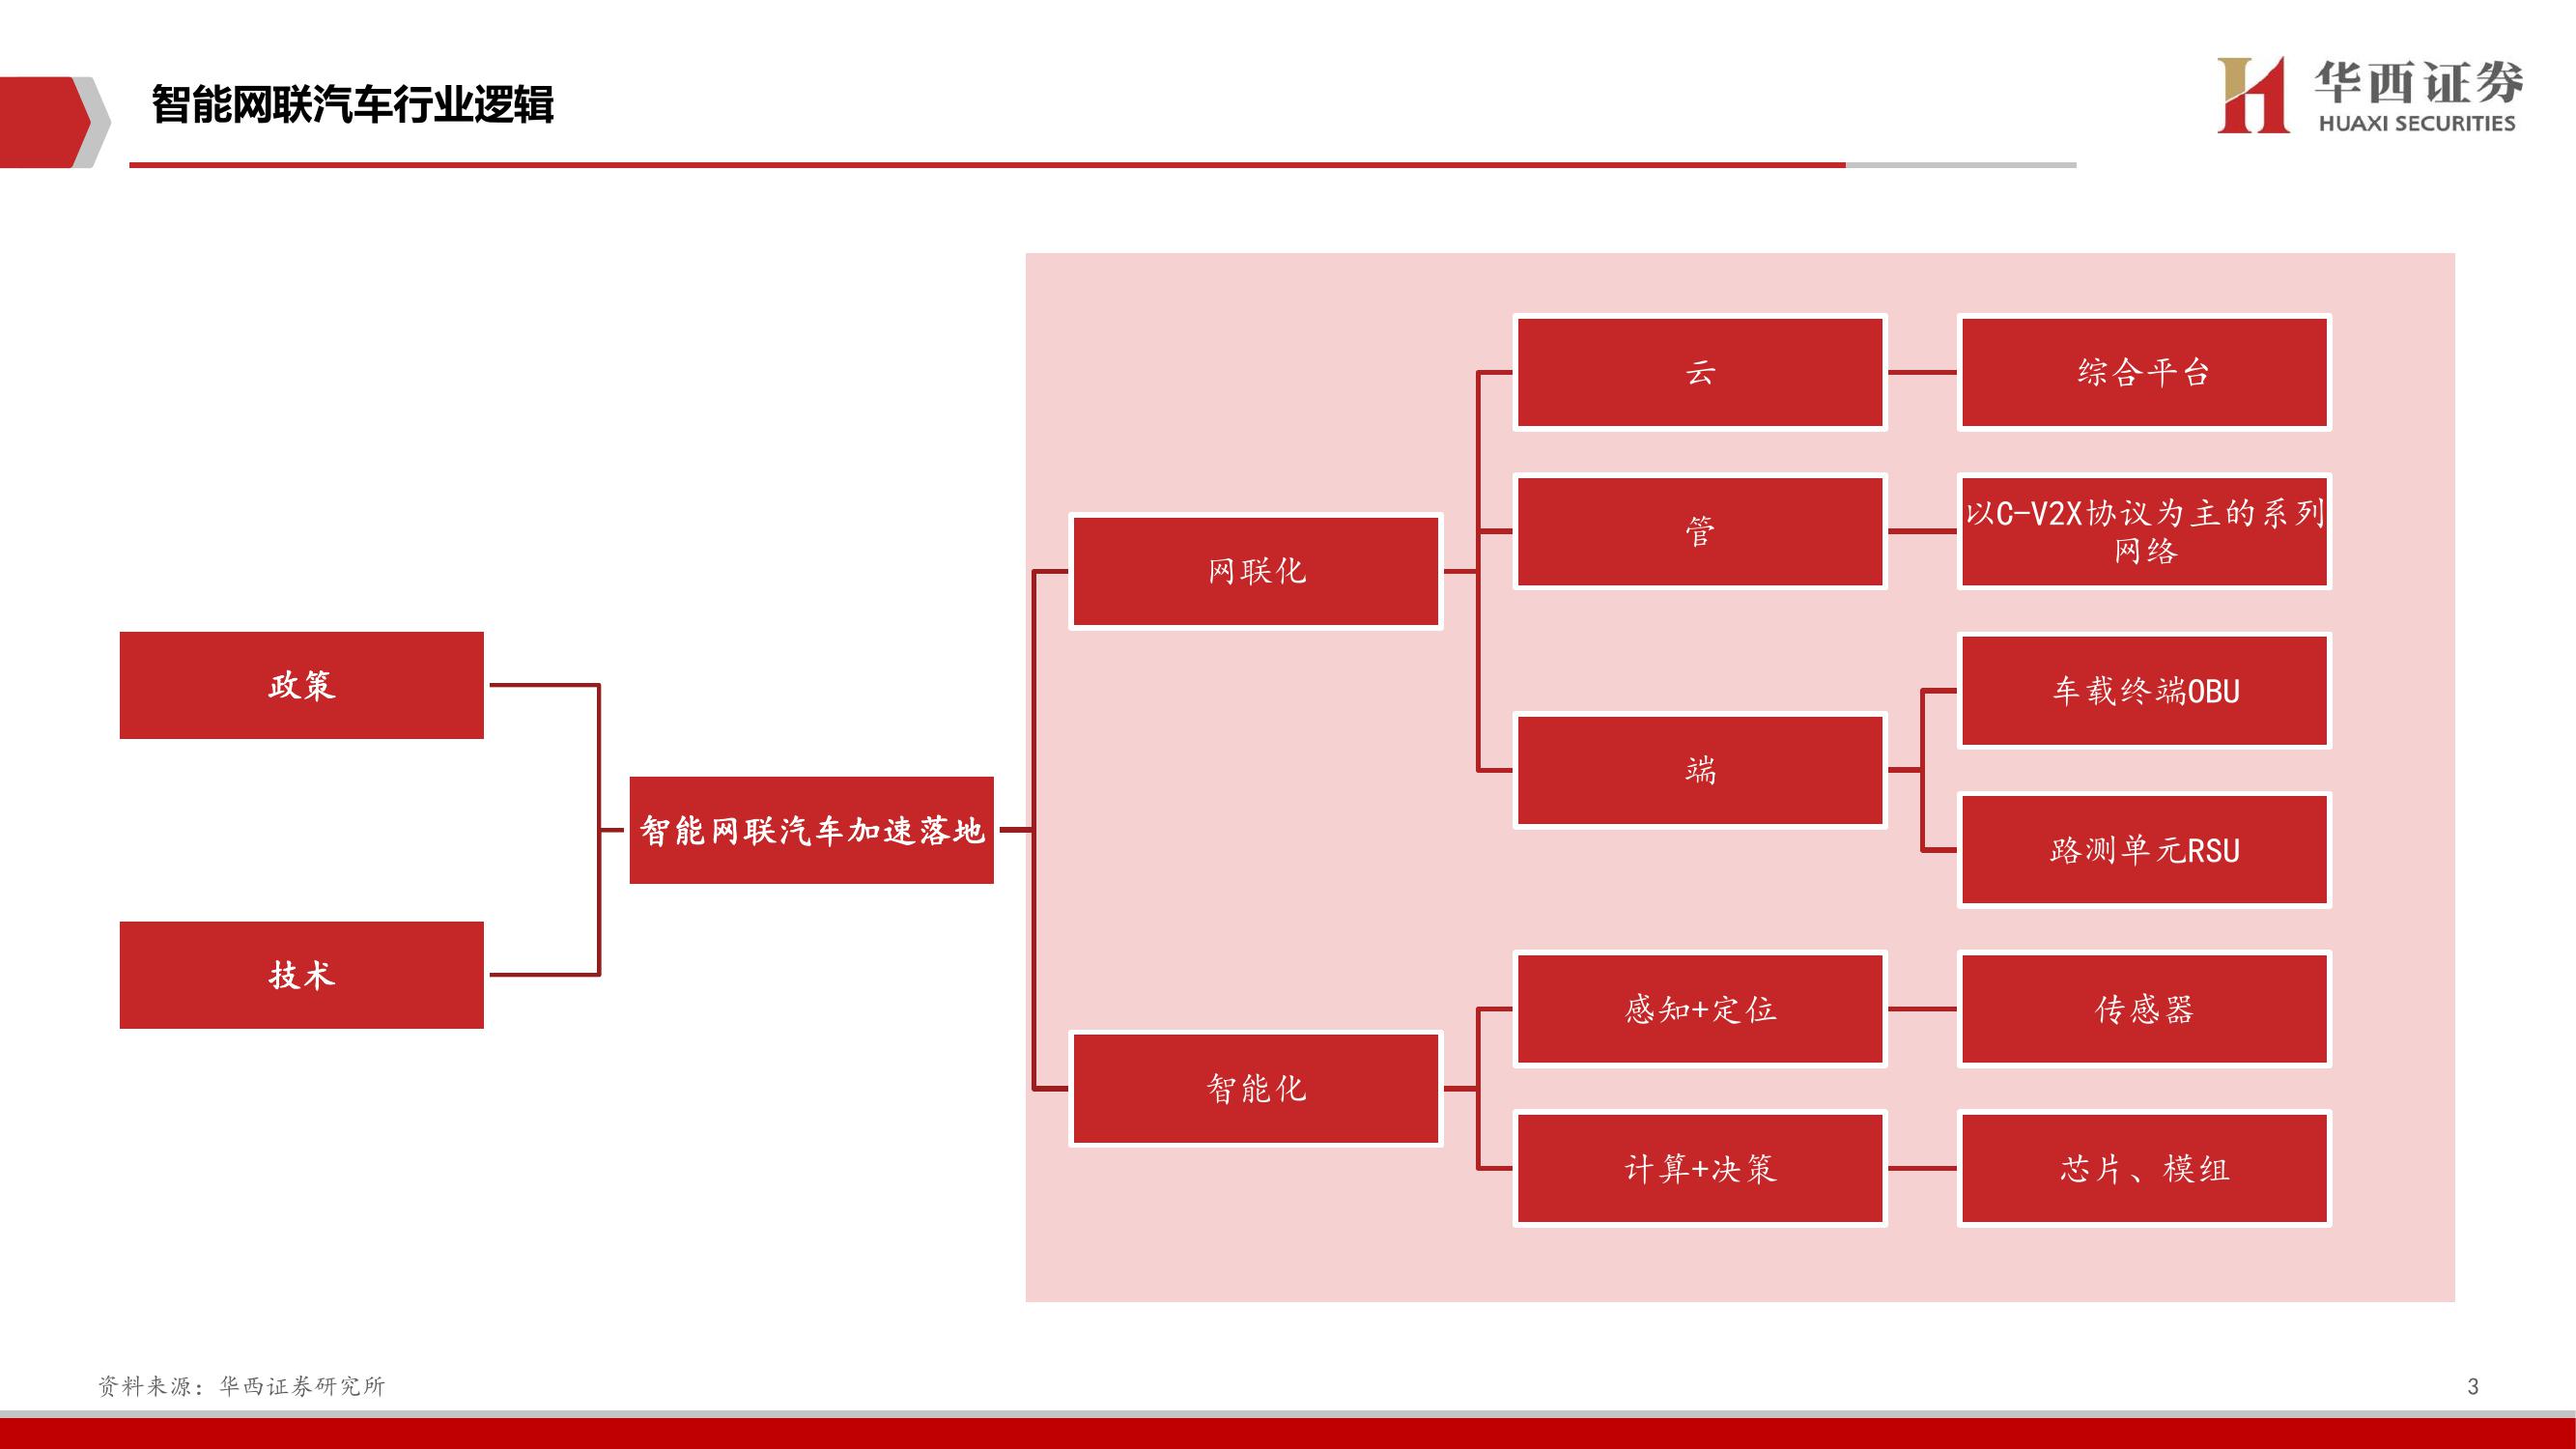 智能网联汽车行业逻辑
华西证券
HUAXI SECURITIES
政策
技术
智能网联汽车加速落地
网联化
云
综合平台
管
以C-V2X协议为主的系列
网络
端
车载终端OBU
路测单元RSU
智能化
感知+定位
传感器
计算+决策
芯片、模组
资料来源：华西证券研究所
3